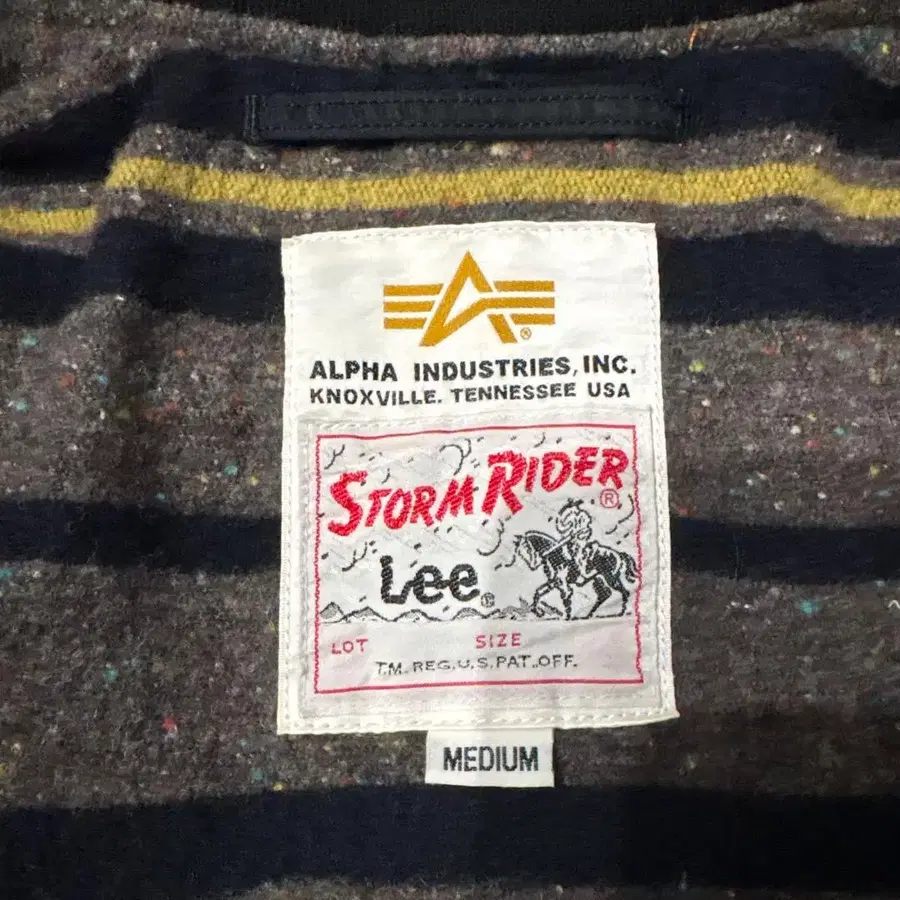 ALPHA INDUSTRIES, INC.
KNOXVILLE. TENNESSEE USA
STORM RIDER®
Lee®
LOT SIZE
T.M. REG. U.S. PAT. OFF.
MEDIUM